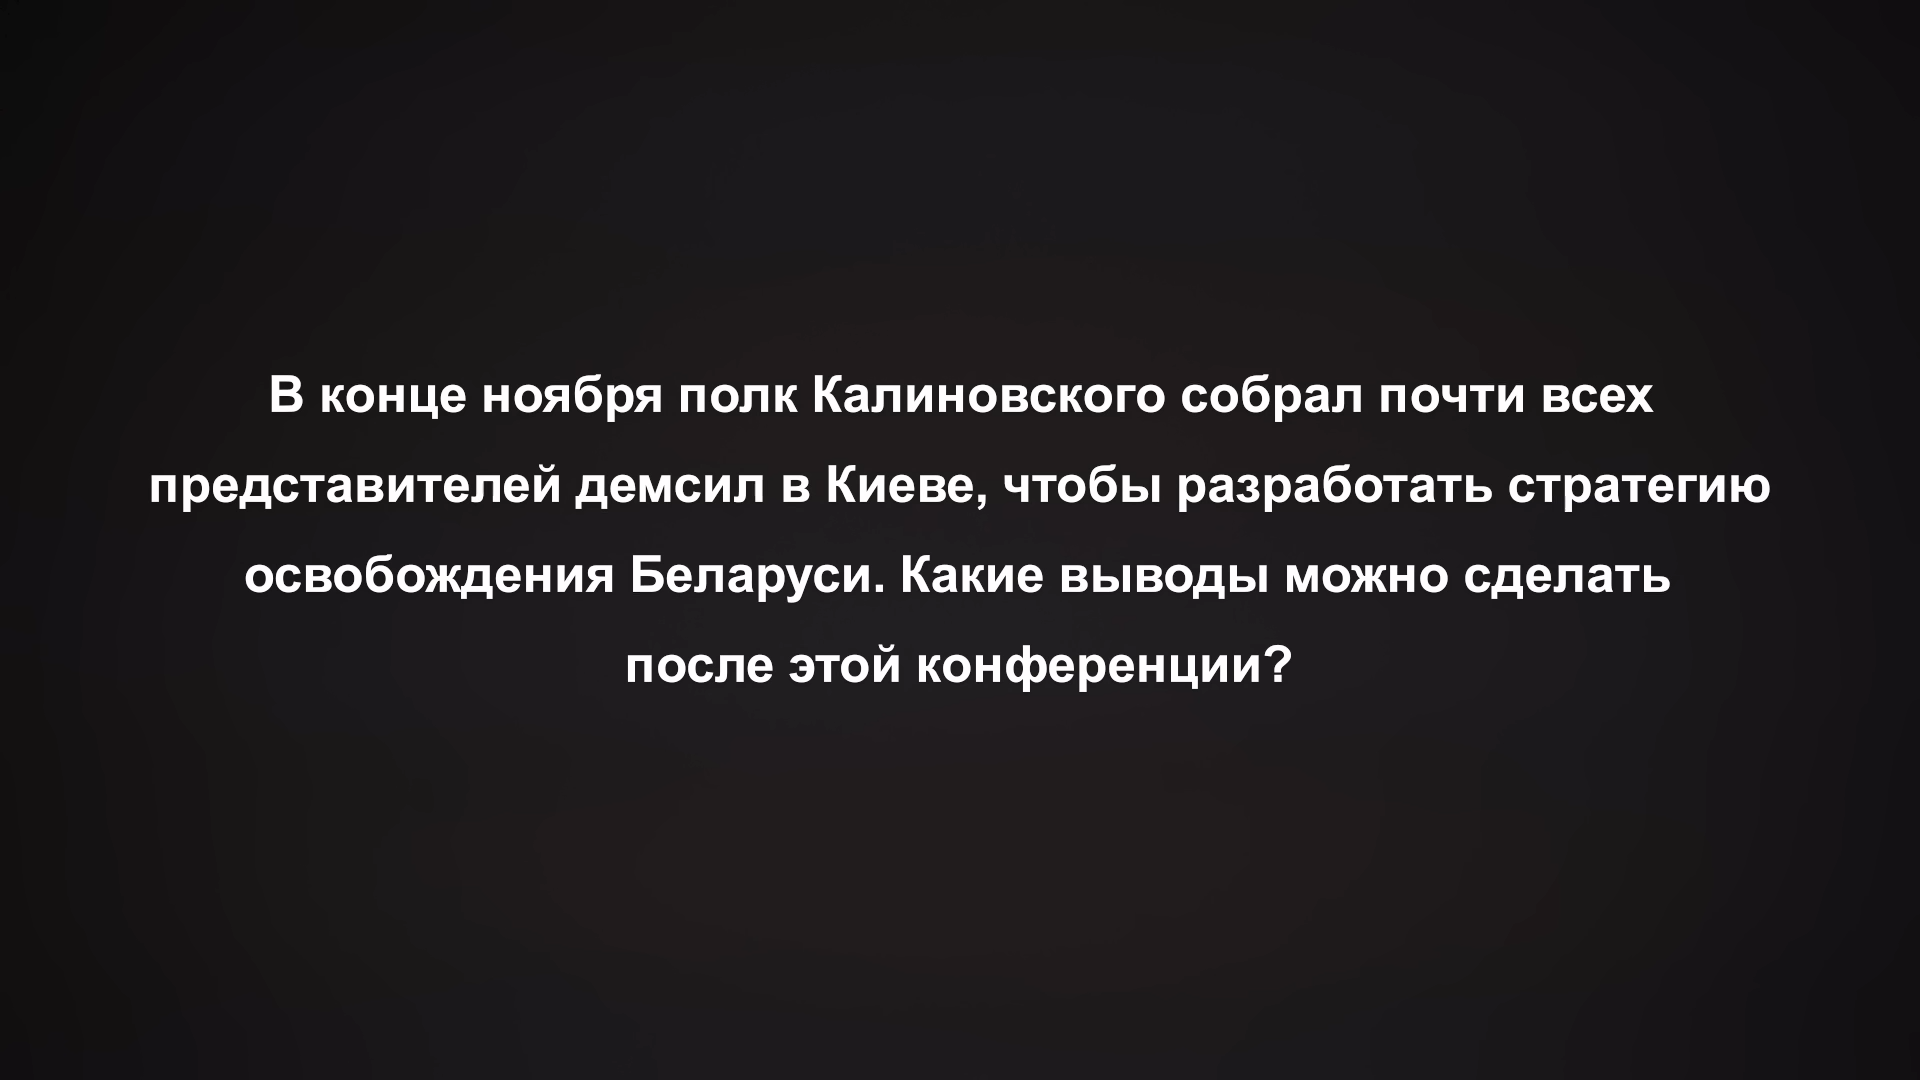 В конце ноября полк Калиновского собрал почти всех
представителей демсил в Киеве, чтобы разработать стратегию
освобождения Беларуси. Какие выводы можно сделать
после этой конференции?